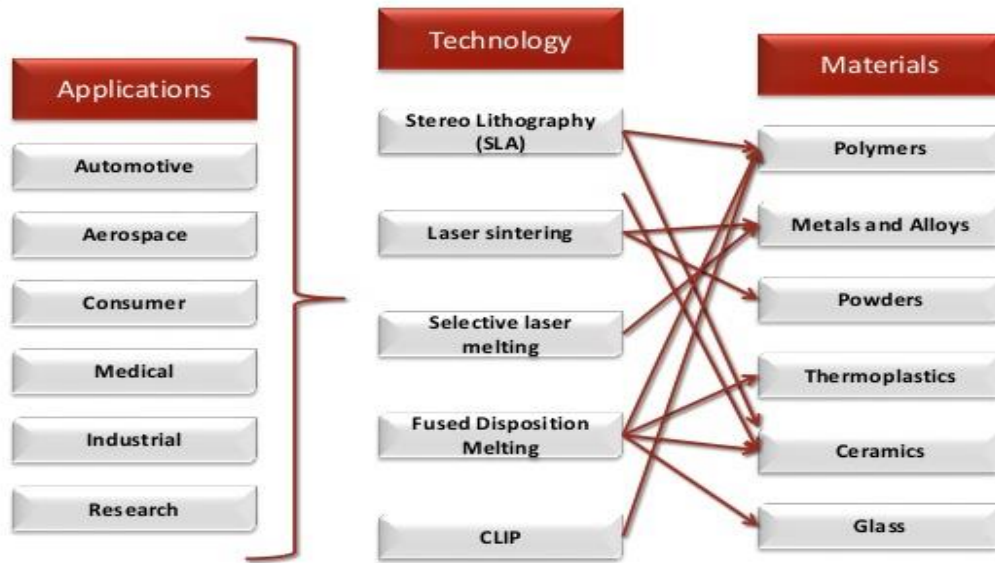 Applications
Automotive
Aerospace
Consumer
Medical
Industrial
Research
Technology
Stereo Lithography
(SLA)
Laser sintering
Selective laser
melting
Fused Disposition
Melting
CLIP
Materials
Polymers
Metals and Alloys
Powders
Thermoplastics
Ceramics
Glass